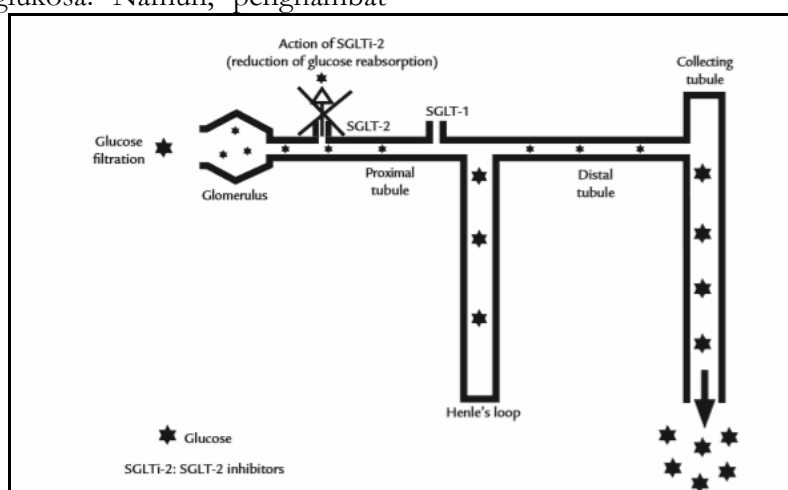 glukosa. Namun, penghambat
Action of SGLTi-2
(reduction of glucose reabsorption)
Collecting
tubule
SGLT-1
SGLT-2
Glucose
filtration
Proximal
tubule
Distal
tubule
Glomerulus
Henle's loop
Glucose
SGLTi-2: SGLT-2 inhibitors